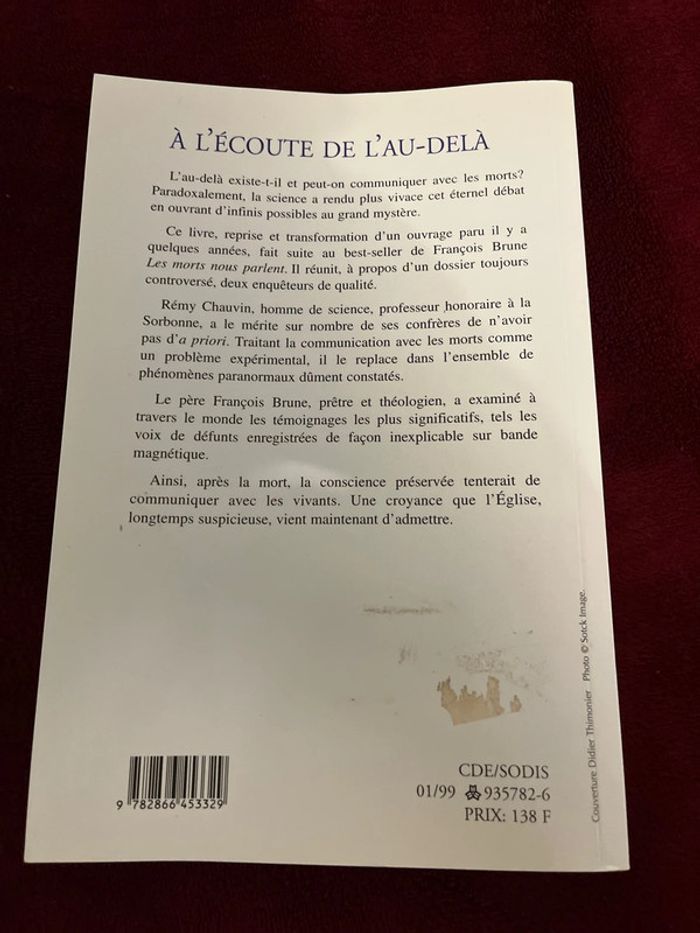 À L'ÉCOUTE DE L'AU-DELÀ
L'au-delà existe-t-il et peut-on communiquer avec les morts?
Paradoxalement, la science a rendu plus vivace cet éternel débat
en ouvrant d'infinis possibles au grand mystère.
Ce livre, reprise et transformation d'un ouvrage paru il y a
quelques années, fait suite au best-seller de François Brune
Les morts nous parlent. Il réunit, à propos d'un dossier toujours
controversé, deux enquêteurs de qualité.
Rémy Chauvin, homme de science, professeur honoraire à la
Sorbonne, a le mérite sur nombre de ses confrères de n'avoir
pas d'a priori. Traitant la communication avec les morts comme
un problème expérimental, il le replace dans l'ensemble de
phénomènes paranormaux dûment constatés.
Le père François Brune, prêtre et théologien, a examiné à
travers le monde les témoignages les plus significatifs, tels les
voix de défunts enregistrées de façon inexplicable sur bande
magnétique.
Ainsi, après la mort, la conscience préservée tenterait de
communiquer avec les vivants. Une croyance que l'Église,
longtemps suspicieuse, vient maintenant d'admettre.
9 782866 453329
CDE/SODIS
01/99 935782-6
PRIX: 138 F
Couverture Didier Thimonier. Photo © Sotck Image.